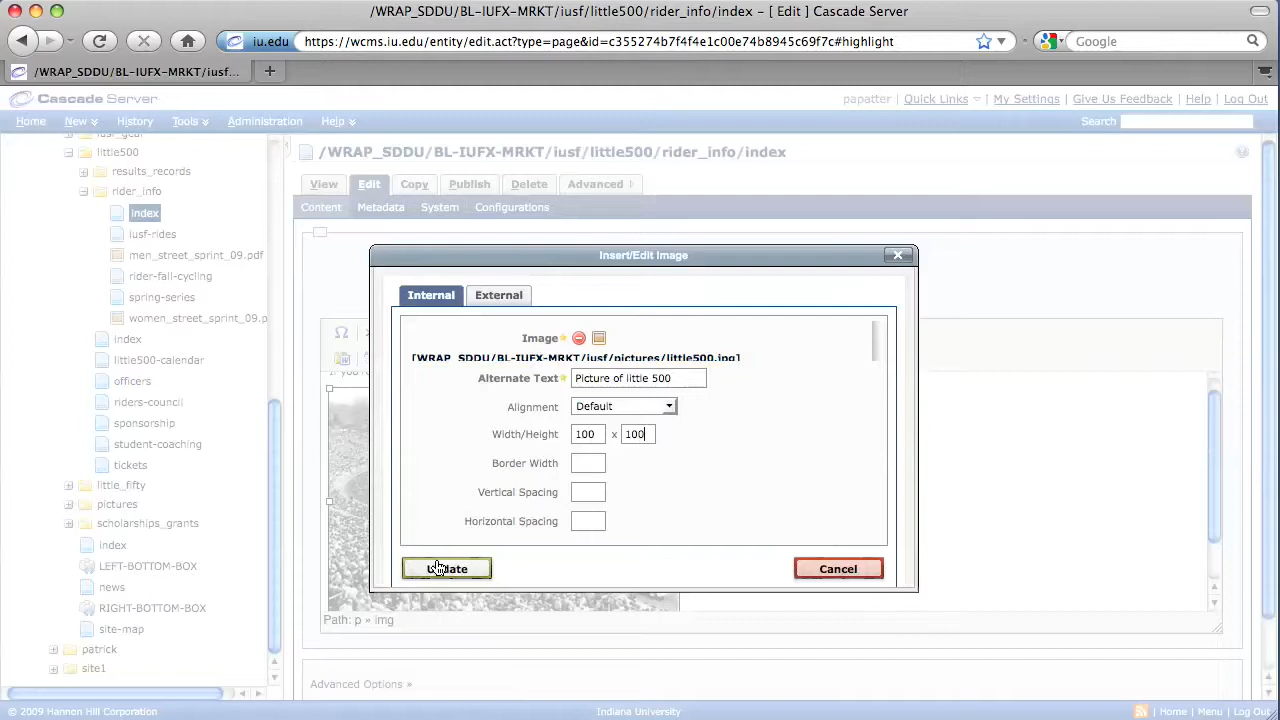 /WRAP_SDDU/BL-IUFX-MRKT/iusf/little500/rider_info/index - [ Edit ] Cascade Server
iu.edu https://wcms.iu.edu/entity/edit.act?type=page&id=c355274b7f4f4e1c00e74b8945c69f7c#highlight Google
/WRAP_SDDU/BL-IUFX-MRKT/iusf...
Cascade Server papatter Quick Links | My Settings | Give Us Feedback | Help | Log Out
Home New History Tools Administration Help Search
little500
results_records
rider_info
index
iusf-rides
men_street_sprint_09.pdf
rider-fall-cycling
spring-series
women_street_sprint_09.p
index
little500-calendar
officers
riders-council
sponsorship
student-coaching
tickets
little_fifty
pictures
scholarships_grants
index
LEFT-BOTTOM-BOX
news
RIGHT-BOTTOM-BOX
site-map
patrick
site1
/WRAP_SDDU/BL-IUFX-MRKT/iusf/little500/rider_info/index
View Edit Copy Publish Delete Advanced
Content Metadata System Configurations
Insert/Edit Image
Internal External
Image
[WRAP_SDDU/BL-IUFX-MRKT/iusf/pictures/little500.jpg]
Alternate Text Picture of little 500
Alignment Default
Width/Height 100 x 100
Border Width
Vertical Spacing
Horizontal Spacing
Update Cancel
Path: p » img
Advanced Options »
© 2009 Hannon Hill Corporation Indiana University | Home | Menu | Log Out